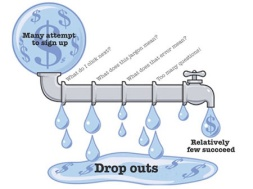 Many attempt
to sign up
What do I click next?
What does this jargon mean?
What does that error mean?
Too many questions!
Relatively
few succeed
Drop outs